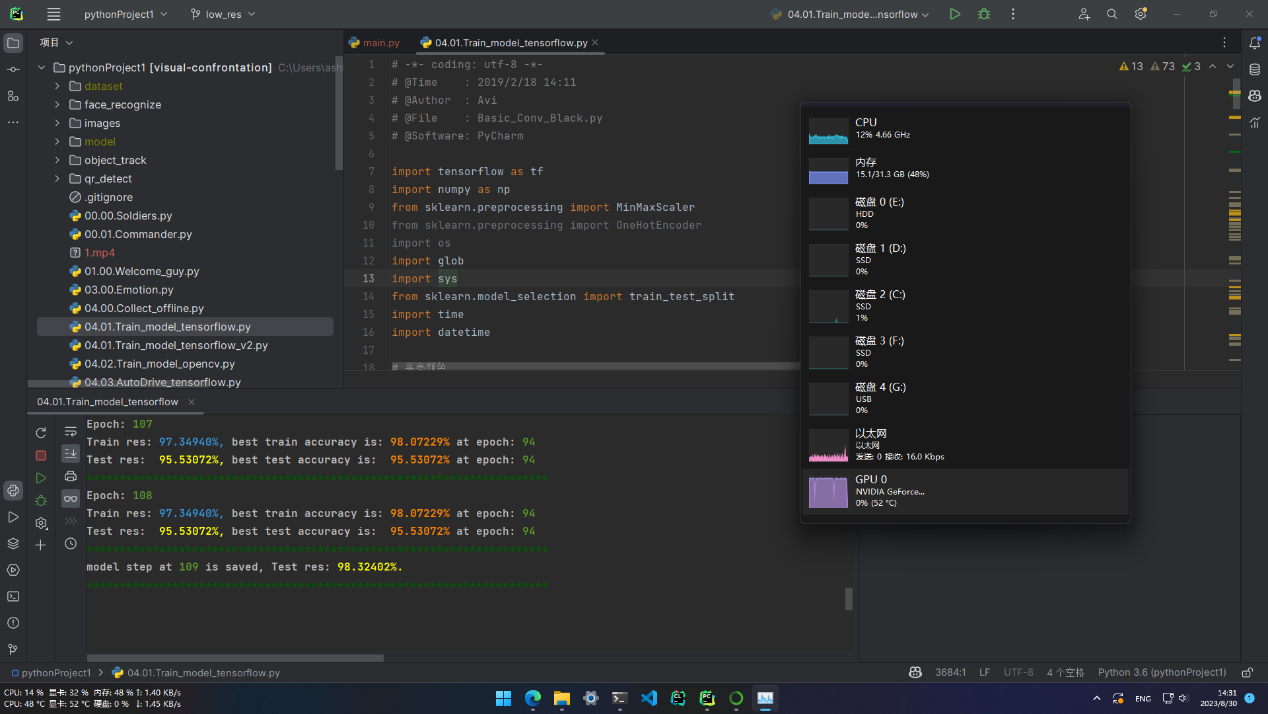 PC
pythonProject1
low_res
04.01.Train_mode...nsorflow
项目
main.py
04.01.Train_model_tensorflow.py
pythonProject1 [visual-confrontation] C:\Users\ash
dataset
face_recognize
images
model
object_track
qr_detect
.gitignore
00.00.Soldiers.py
00.01.Commander.py
1.mp4
01.00.Welcome_guy.py
03.00.Emotion.py
04.00.Collect_offline.py
04.01.Train_model_tensorflow.py
04.01.Train_model_tensorflow_v2.py
04.02.Train_model_opencv.py
04.03.AutoDrive_tensorflow.py
13 73 3
1 # -*- coding: utf-8 -*-
2 # @Time : 2019/2/18 14:11
3 # @Author : Avi
4 # @File : Basic_Conv_Black.py
5 # @Software: PyCharm
6
7 import tensorflow as tf
8 import numpy as np
9 from sklearn.preprocessing import MinMaxScaler
10 from sklearn.preprocessing import OneHotEncoder
11 import os
12 import glob
13 import sys
14 from sklearn.model_selection import train_test_split
15 import time
16 import datetime
17
18 # 高亮颜色
CPU
12% 4.66 GHz
内存
15.1/31.3 GB (48%)
磁盘 0 (E:)
HDD
0%
磁盘 1 (D:)
SSD
0%
磁盘 2 (C:)
SSD
1%
磁盘 3 (F:)
SSD
0%
磁盘 4 (G:)
USB
0%
以太网
以太网
发送: 0 接收: 16.0 Kbps
GPU 0
NVIDIA GeForce...
0% (52 °C)
04.01.Train_model_tensorflow
Epoch: 107
Train res: 97.34940%, best train accuracy is: 98.07229% at epoch: 94
Test res: 95.53072%, best test accuracy is: 95.53072% at epoch: 94
Epoch: 108
Train res: 97.34940%, best train accuracy is: 98.07229% at epoch: 94
Test res: 95.53072%, best test accuracy is: 95.53072% at epoch: 94
model step at 109 is saved, Test res: 98.32402%.
pythonProject1 > 04.01.Train_model_tensorflow.py
3684:1 LF UTF-8 4 个空格 Python 3.6 (pythonProject1)
CPU: 14 % 显卡: 32 % 内存: 48 % ↑: 1.40 KB/s
CPU: 48 °C 显卡: 52 °C 硬盘: 0 % ↓: 1.45 KB/s
CL
PC
ENG
14:31
2023/8/30
1